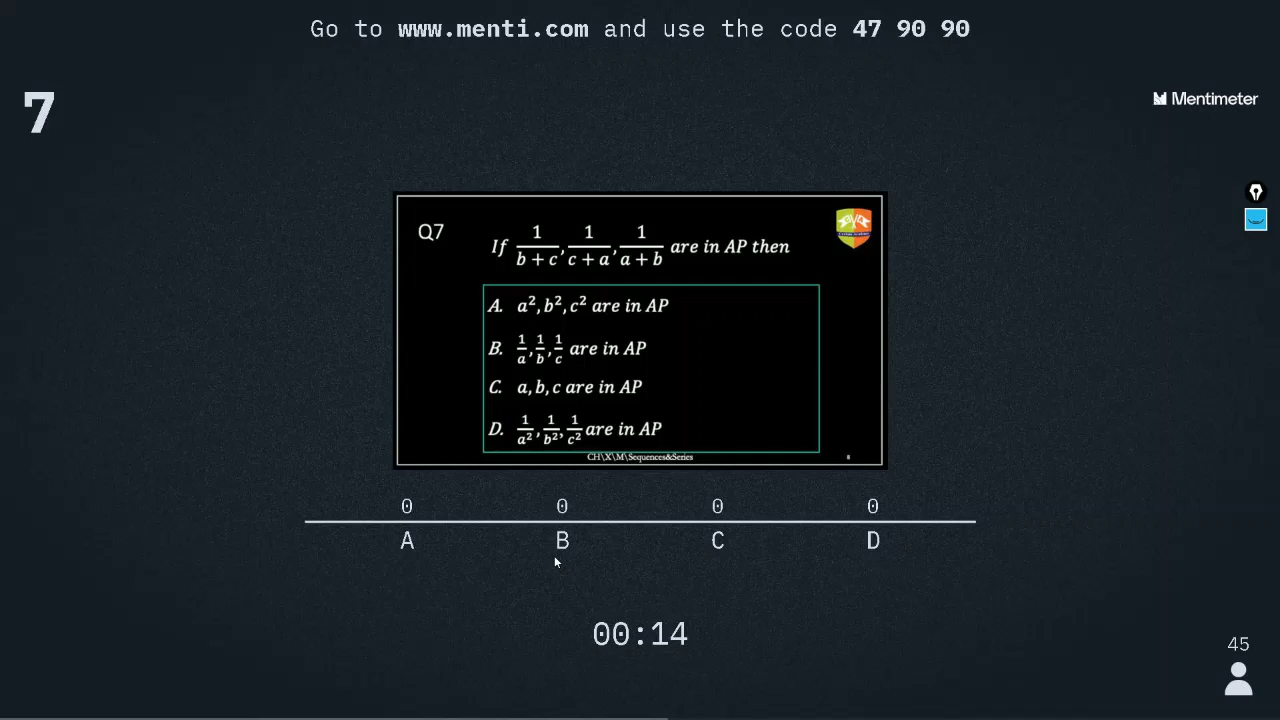 Go to www.menti.com and use the code 47 90 90
7
Mentimeter
Q7
If 1/(b + c), 1/(c + a), 1/(a + b) are in AP then
A. a², b², c² are in AP
B. 1/a, 1/b, 1/c are in AP
C. a, b, c are in AP
D. 1/a², 1/b², 1/c² are in AP
CH\X\M\Sequences&Series
0 0 0 0
A B C D
00:14
45